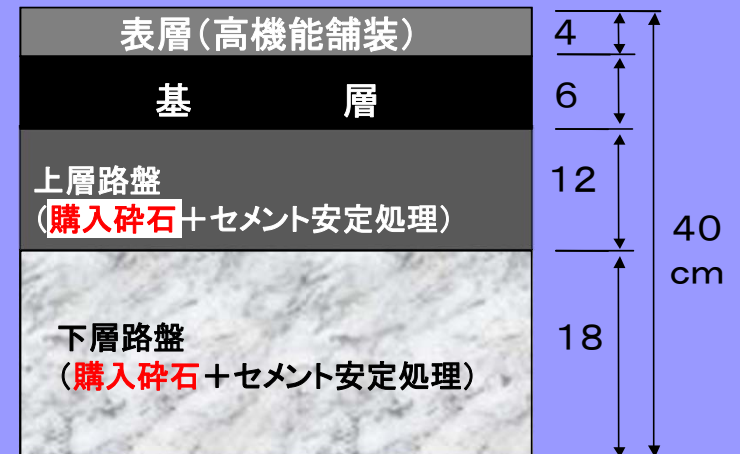 表層（高機能舗装）
4
基　層
6
上層路盤
（購入砕石＋セメント安定処理）
12
40
cm
下層路盤
（購入砕石＋セメント安定処理）
18